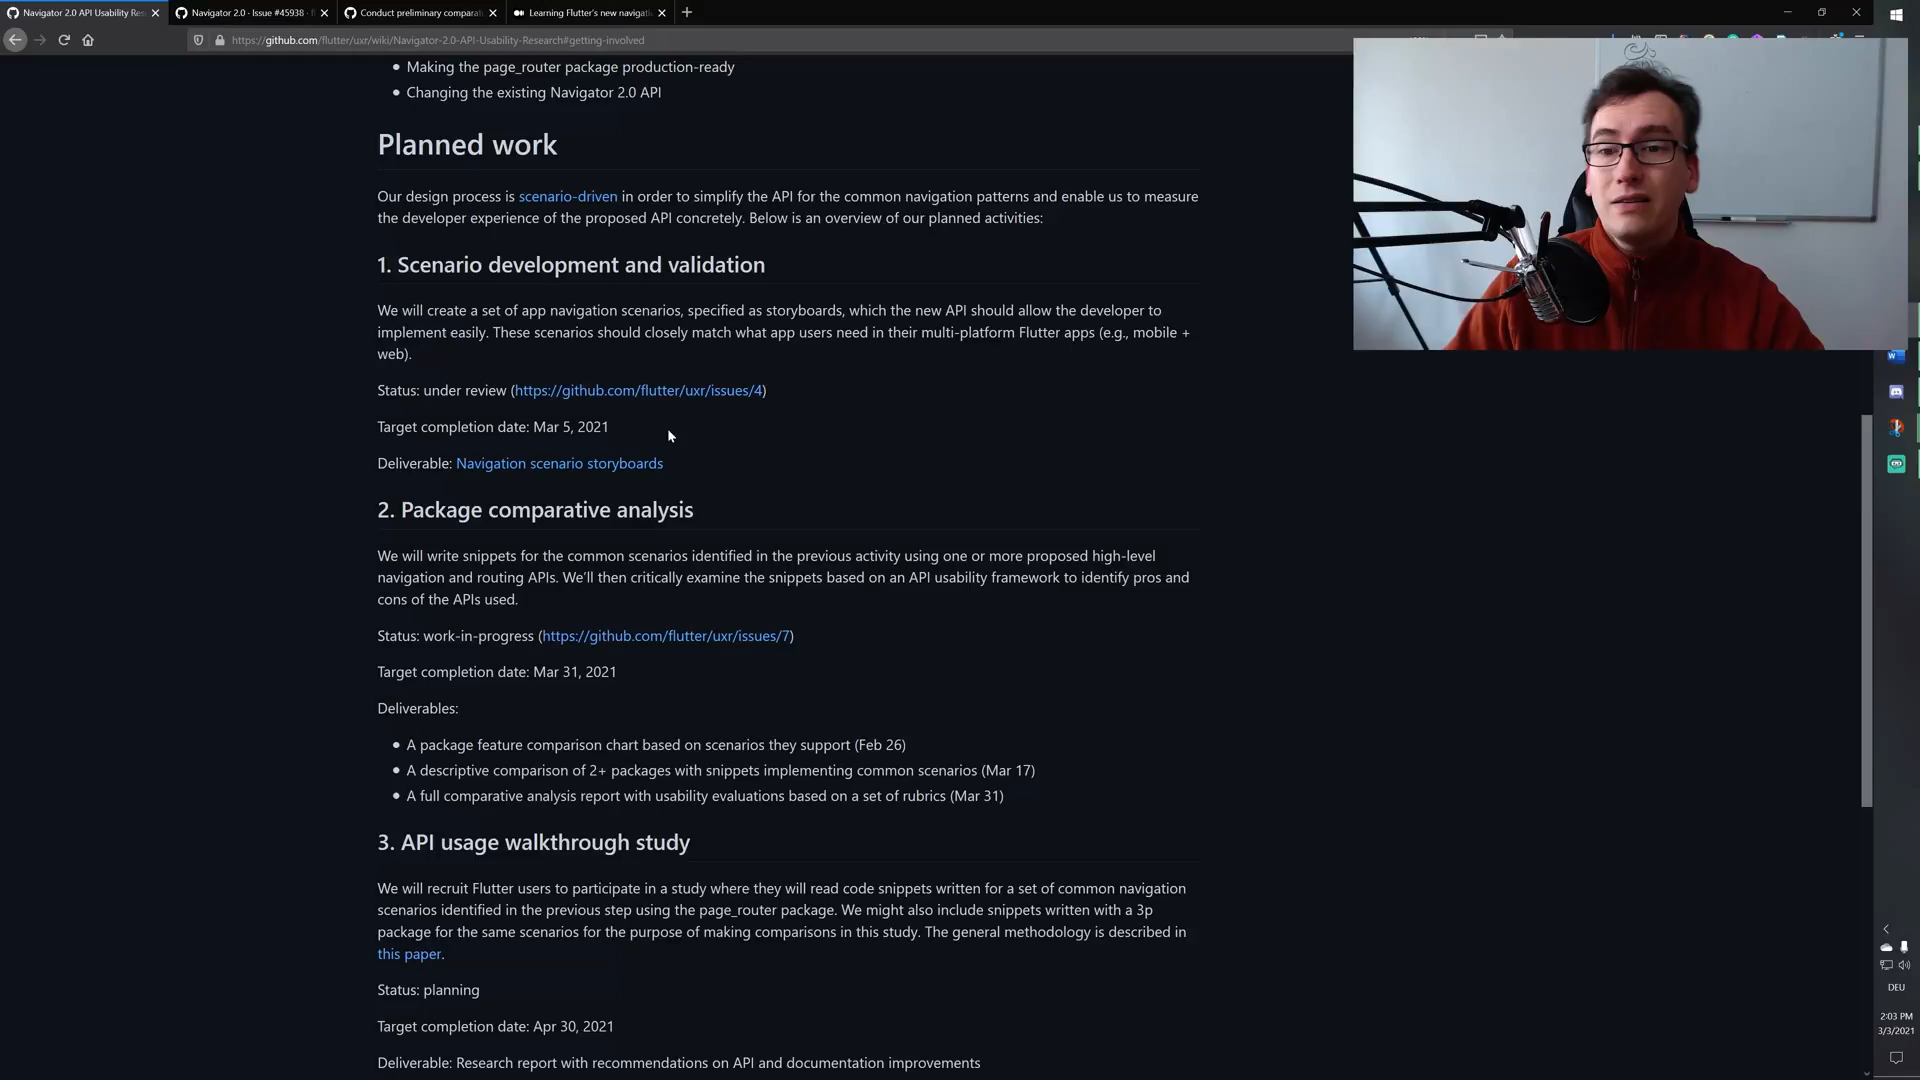 Navigator 2.0 API Usability Res
Navigator 2.0 · Issue #45938 · f
Conduct preliminary comparat
Learning Flutter's new navigati
https://github.com/flutter/uxr/wiki/Navigator-2.0-API-Usability-Research#getting-involved
Making the page_router package production-ready
Changing the existing Navigator 2.0 API
Planned work
Our design process is scenario-driven in order to simplify the API for the common navigation patterns and enable us to measure
the developer experience of the proposed API concretely. Below is an overview of our planned activities:
1. Scenario development and validation
We will create a set of app navigation scenarios, specified as storyboards, which the new API should allow the developer to
implement easily. These scenarios should closely match what app users need in their multi-platform Flutter apps (e.g., mobile +
web).
Status: under review (https://github.com/flutter/uxr/issues/4)
Target completion date: Mar 5, 2021
Deliverable: Navigation scenario storyboards
2. Package comparative analysis
We will write snippets for the common scenarios identified in the previous activity using one or more proposed high-level
navigation and routing APIs. We'll then critically examine the snippets based on an API usability framework to identify pros and
cons of the APIs used.
Status: work-in-progress (https://github.com/flutter/uxr/issues/7)
Target completion date: Mar 31, 2021
Deliverables:
A package feature comparison chart based on scenarios they support (Feb 26)
A descriptive comparison of 2+ packages with snippets implementing common scenarios (Mar 17)
A full comparative analysis report with usability evaluations based on a set of rubrics (Mar 31)
3. API usage walkthrough study
We will recruit Flutter users to participate in a study where they will read code snippets written for a set of common navigation
scenarios identified in the previous step using the page_router package. We might also include snippets written with a 3p
package for the same scenarios for the purpose of making comparisons in this study. The general methodology is described in
this paper.
Status: planning
Target completion date: Apr 30, 2021
Deliverable: Research report with recommendations on API and documentation improvements
DEU
2:03 PM
3/3/2021